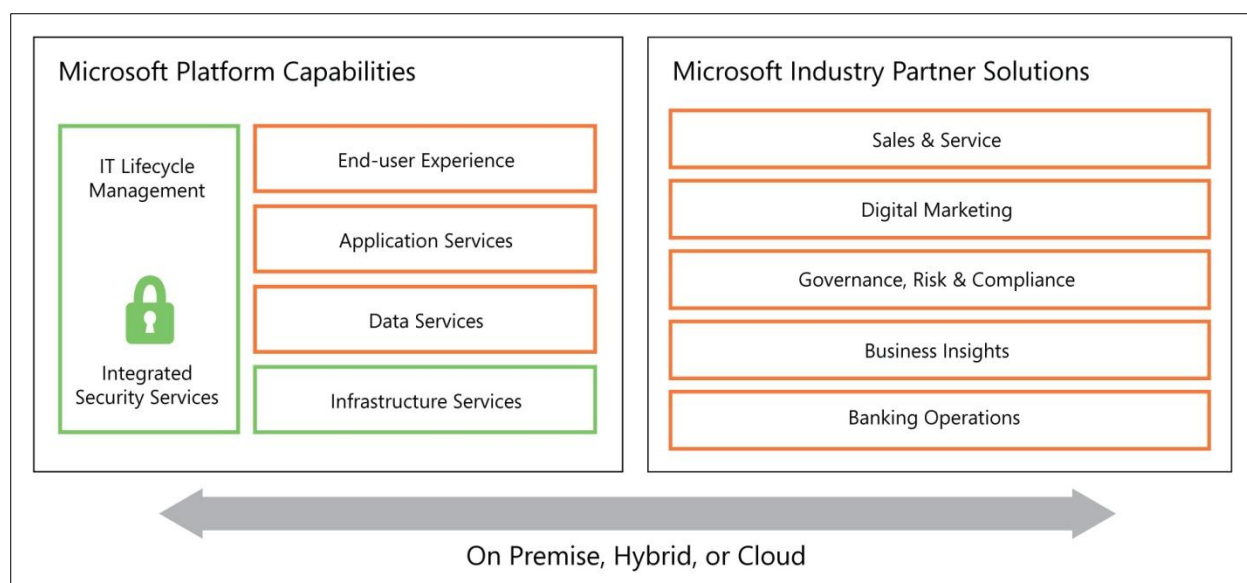 Microsoft Platform Capabilities
IT Lifecycle
Management
Integrated
Security Services
End-user Experience
Application Services
Data Services
Infrastructure Services
Microsoft Industry Partner Solutions
Sales & Service
Digital Marketing
Governance, Risk & Compliance
Business Insights
Banking Operations
On Premise, Hybrid, or Cloud